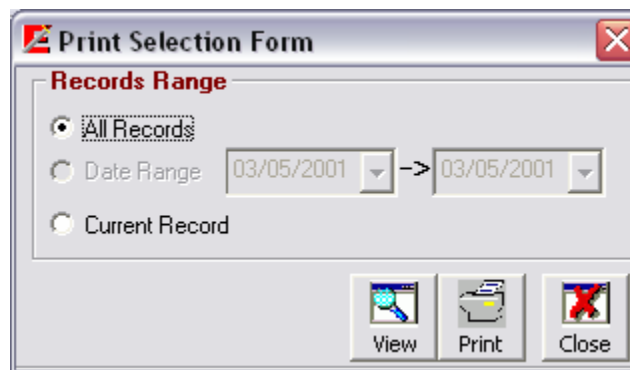 Print Selection Form
Records Range
All Records
Date Range 03/05/2001 -> 03/05/2001
Current Record
View Print Close